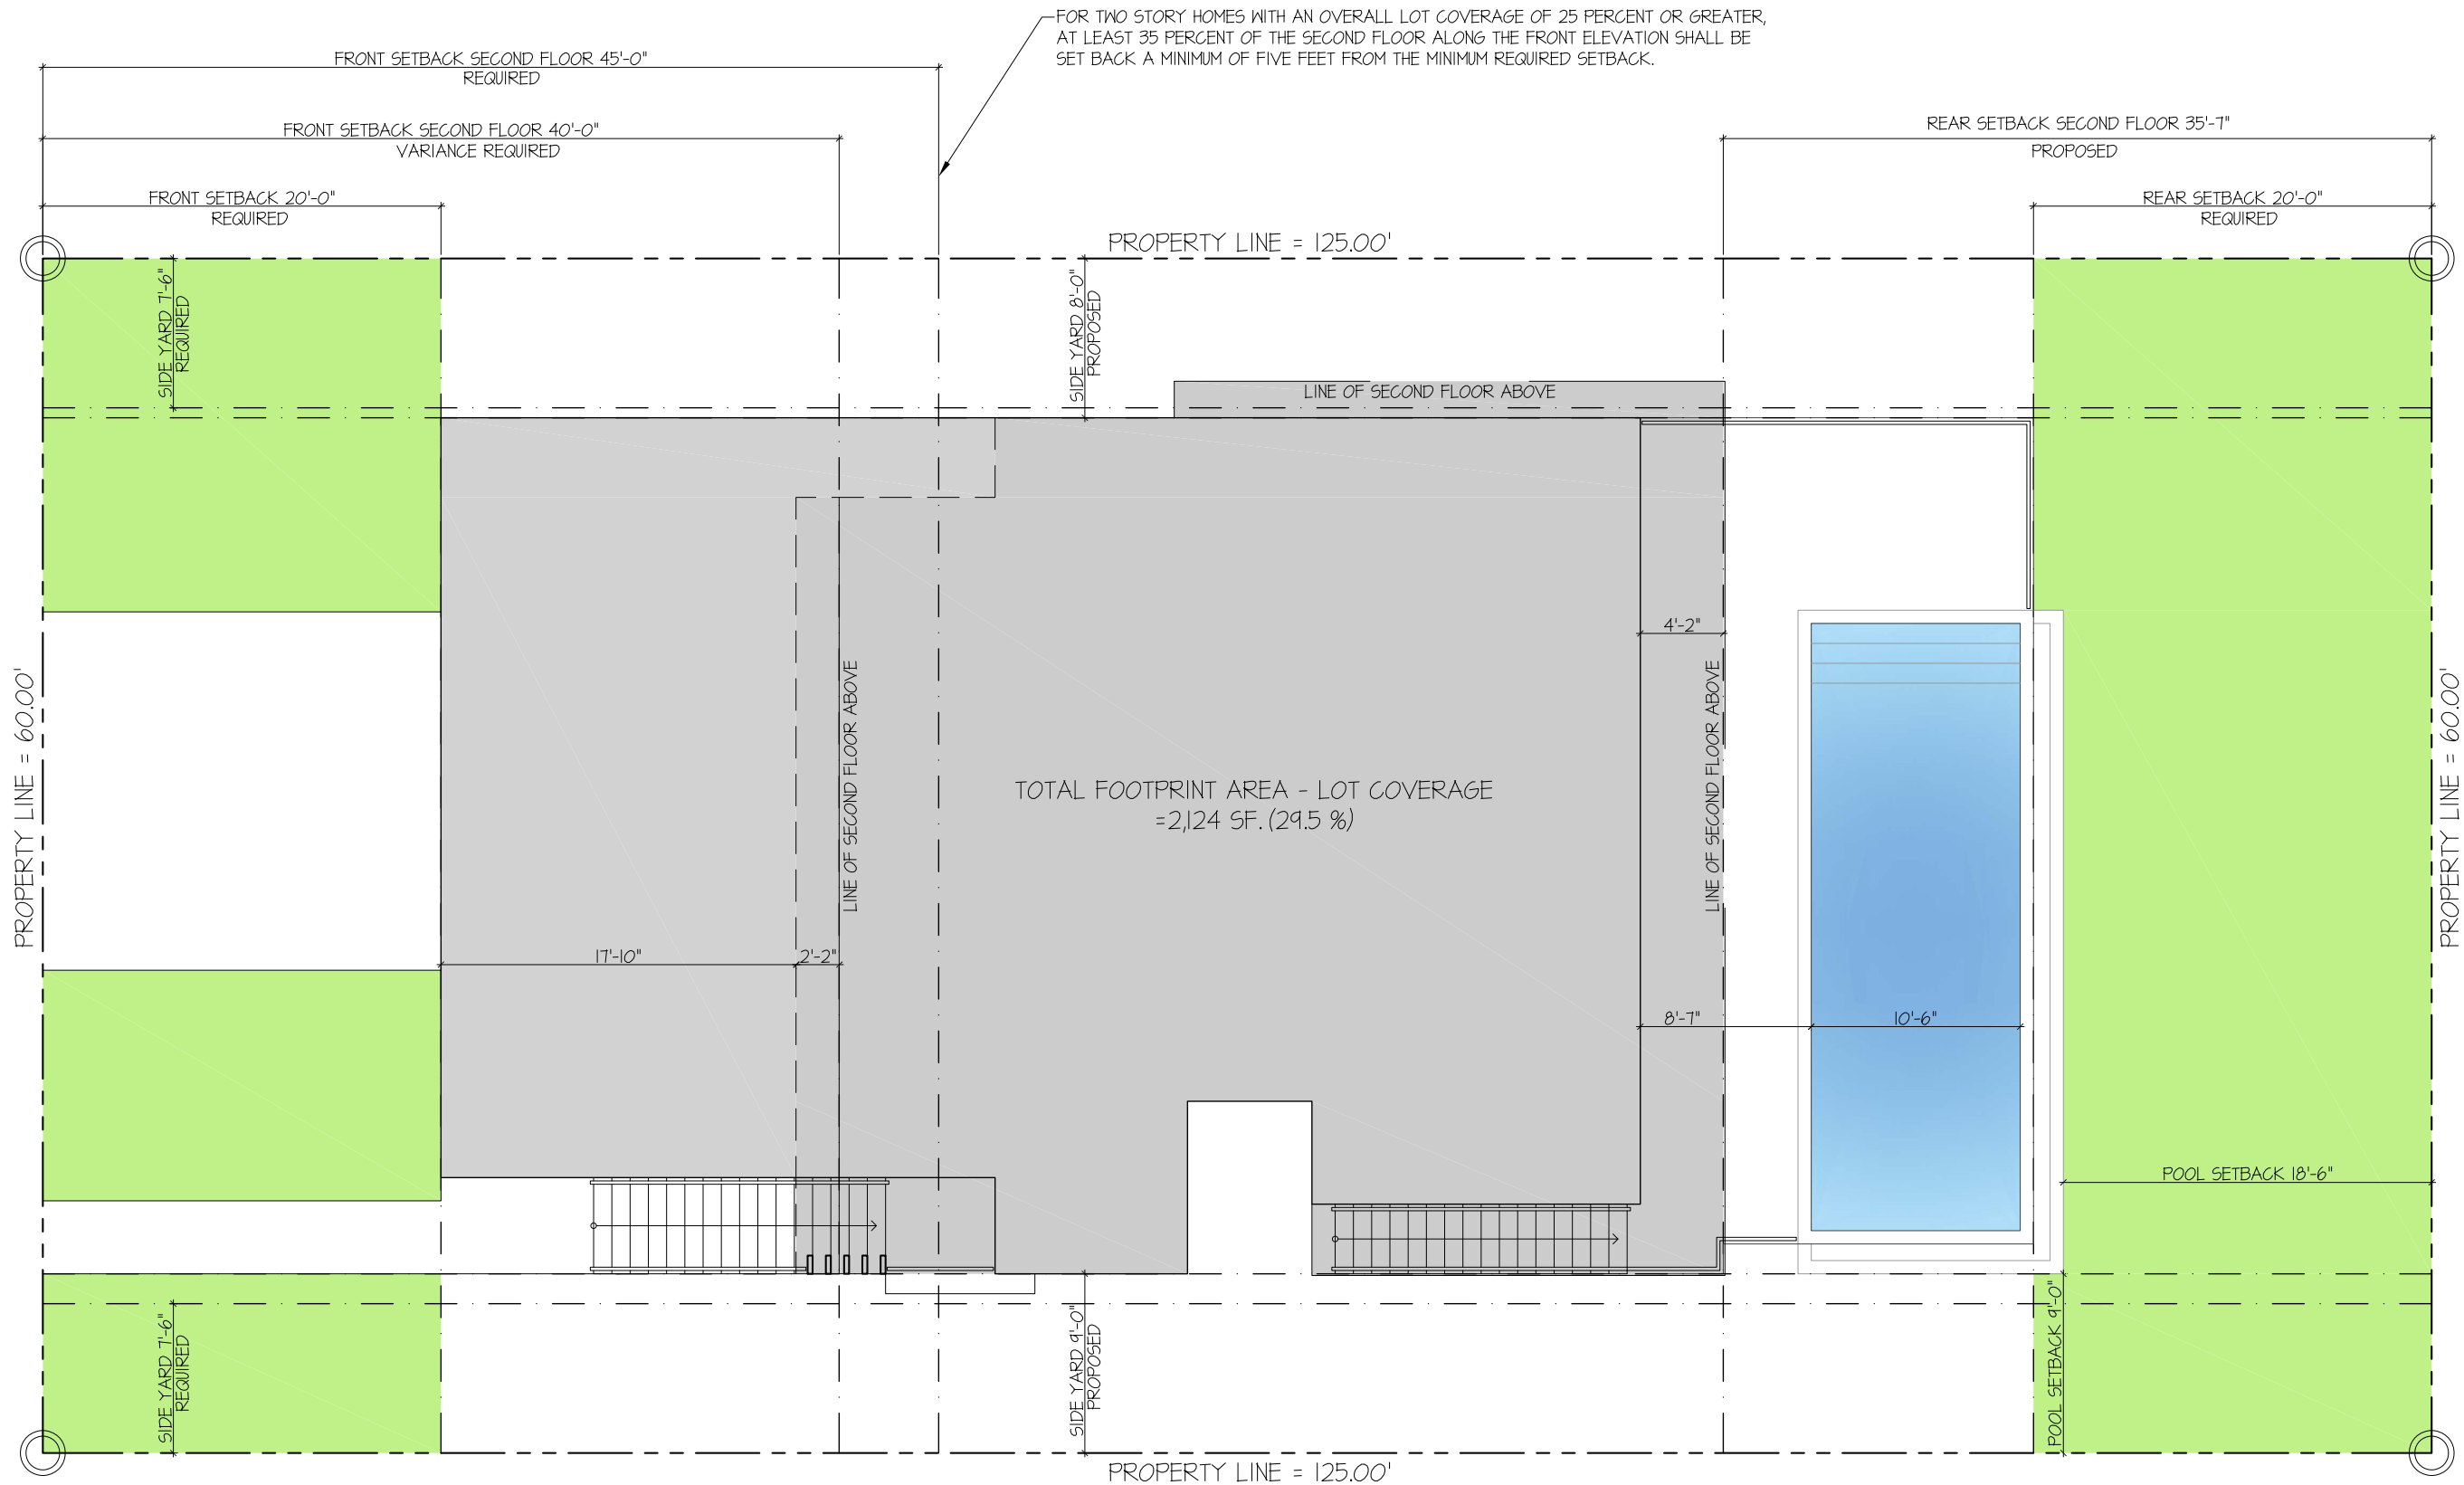 FOR TWO STORY HOMES WITH AN OVERALL LOT COVERAGE OF 25 PERCENT OR GREATER,
AT LEAST 35 PERCENT OF THE SECOND FLOOR ALONG THE FRONT ELEVATION SHALL BE
SET BACK A MINIMUM OF FIVE FEET FROM THE MINIMUM REQUIRED SETBACK.
FRONT SETBACK SECOND FLOOR 45'-0"
REQUIRED
FRONT SETBACK SECOND FLOOR 40'-0"
VARIANCE REQUIRED
REAR SETBACK SECOND FLOOR 35'-7"
PROPOSED
FRONT SETBACK 20'-0"
REQUIRED
REAR SETBACK 20'-0"
REQUIRED
PROPERTY LINE = 125.00'
SIDE YARD 7'-6"
REQUIRED
SIDE YARD 8'-0"
PROPOSED
LINE OF SECOND FLOOR ABOVE
4'-2"
PROPERTY LINE = 60.00'
LINE OF SECOND FLOOR ABOVE
TOTAL FOOTPRINT AREA - LOT COVERAGE
=2,124 SF. (29.5 %)
LINE OF SECOND FLOOR ABOVE
PROPERTY LINE = 60.00'
17'-10"
2'-2"
8'-7"
10'-6"
POOL SETBACK 18'-6"
SIDE YARD 7'-6"
REQUIRED
SIDE YARD 9'-0"
PROPOSED
POOL SETBACK 9'-0"
PROPERTY LINE = 125.00'